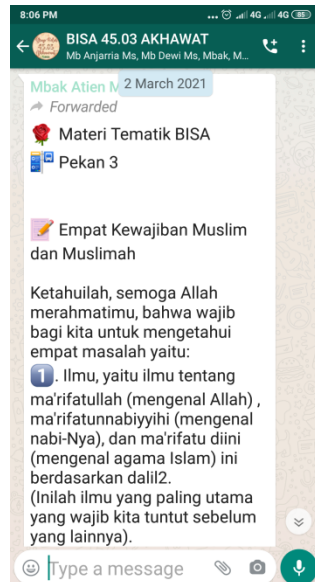 8:06 PM
4G
4G
85
BISA 45.03 AKHAWAT
Mb Anjarria Ms, Mb Dewi Ms, Mbak, M...
Mbak Atien M
2 March 2021
Forwarded
Materi Tematik BISA
Pekan 3
Empat Kewajiban Muslim
dan Muslimah
Ketahuilah, semoga Allah
merahmatimu, bahwa wajib
bagi kita untuk mengetahui
empat masalah yaitu:
1. Ilmu, yaitu ilmu tentang
ma'rifatullah (mengenal Allah) ,
ma'rifatunnabiyyihi (mengenal
nabi-Nya), dan ma'rifatu diini
(mengenal agama Islam) ini
berdasarkan dalil2.
(Inilah ilmu yang paling utama
yang wajib kita tuntut sebelum
yang lainnya).
Type a message